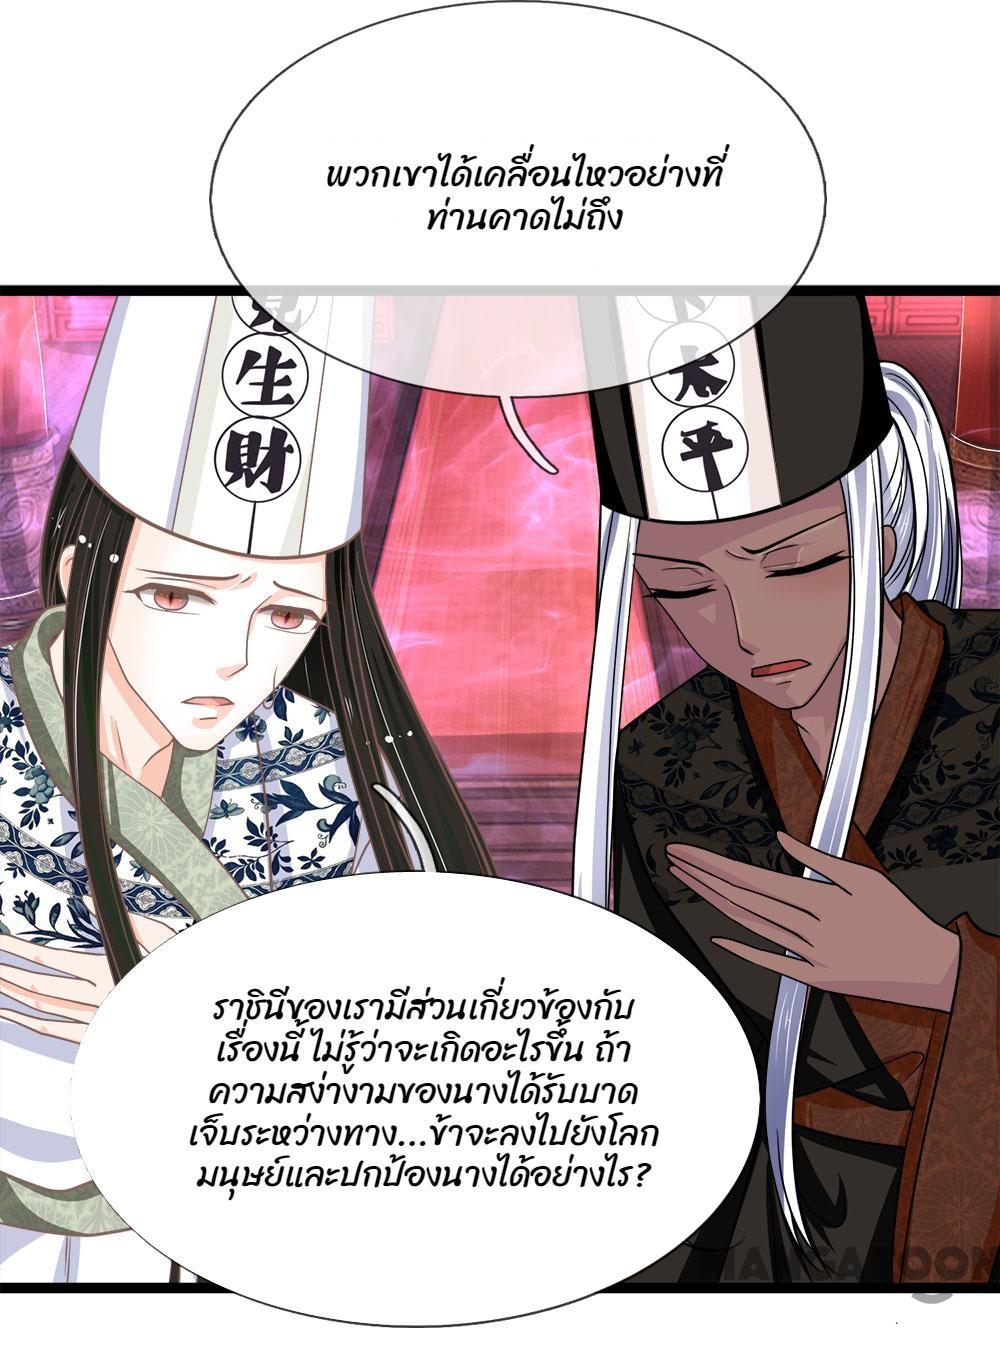 พวกเขาได้เคลื่อนไหวอย่างที่
ท่านคาดไม่ถึง
生
財
太
平
ราชินีของเรามีส่วนเกี่ยวข้องกับ
เรื่องนี้ ไม่รู้ว่าจะเกิดอะไรขึ้น ถ้า
ความสง่างามของนางได้รับบาด
เจ็บระหว่างทาง...ข้าจะลงไปยังโลก
มนุษย์และปกป้องนางได้อย่างไร?
MANGATOON